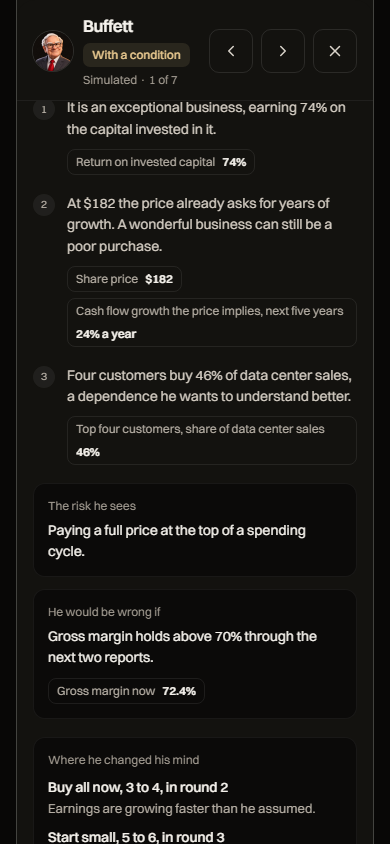 Buffett
With a condition
Simulated · 1 of 7
1
It is an exceptional business, earning 74% on
the capital invested in it.
Return on invested capital 74%
2
At $182 the price already asks for years of
growth. A wonderful business can still be a
poor purchase.
Share price $182
Cash flow growth the price implies, next five years
24% a year
3
Four customers buy 46% of data center sales,
a dependence he wants to understand better.
Top four customers, share of data center sales
46%
The risk he sees
Paying a full price at the top of a spending
cycle.
He would be wrong if
Gross margin holds above 70% through the
next two reports.
Gross margin now 72.4%
Where he changed his mind
Buy all now, 3 to 4, in round 2
Earnings are growing faster than he assumed.
Start small, 5 to 6, in round 3